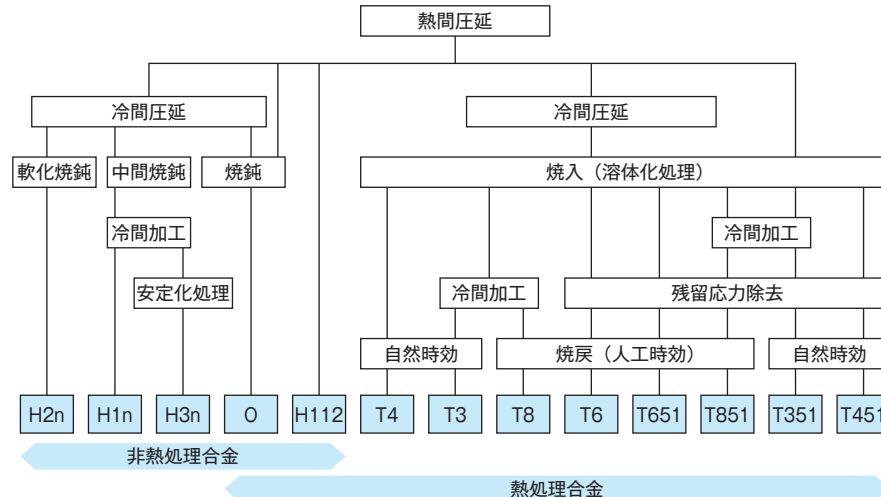 熱間圧延
冷間圧延
冷間圧延
軟化焼鈍
中間焼鈍
焼鈍
焼入（溶体化処理）
冷間加工
冷間加工
安定化処理
冷間加工
残留応力除去
自然時効
焼戻（人工時効）
自然時効
H2n
H1n
H3n
O
H112
T4
T3
T8
T6
T651
T851
T351
T451
非熱処理合金
熱処理合金